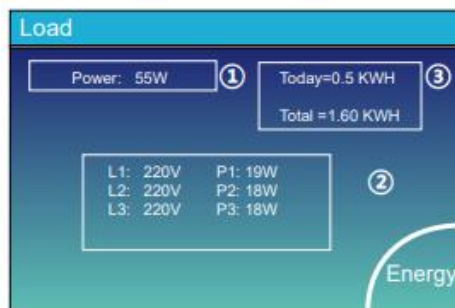 Load
Power: 55W ①
Today=0.5 KWH ③
Total =1.60 KWH
L1: 220V P1: 19W
L2: 220V P2: 18W ②
L3: 220V P3: 18W
Energy